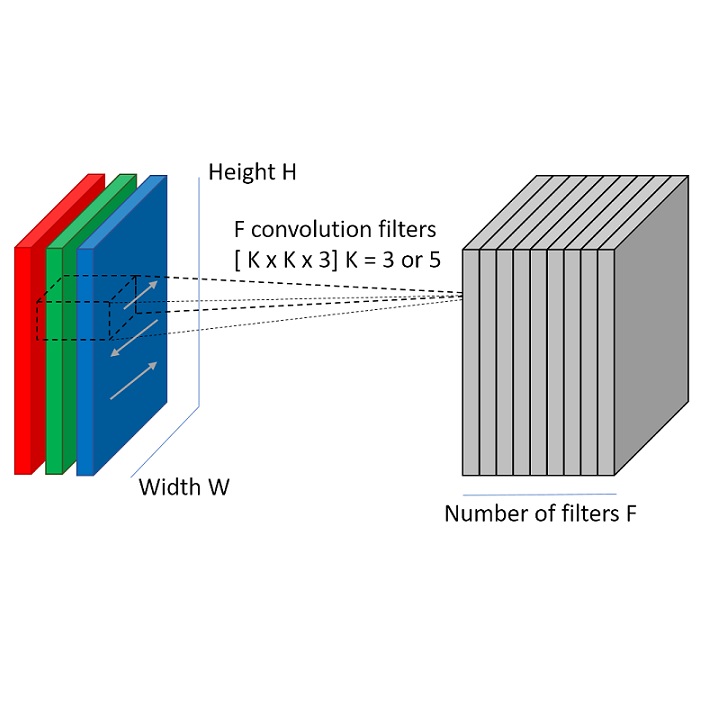 Height H
F convolution filters
[ K x K x 3] K = 3 or 5
Width W
Number of filters F